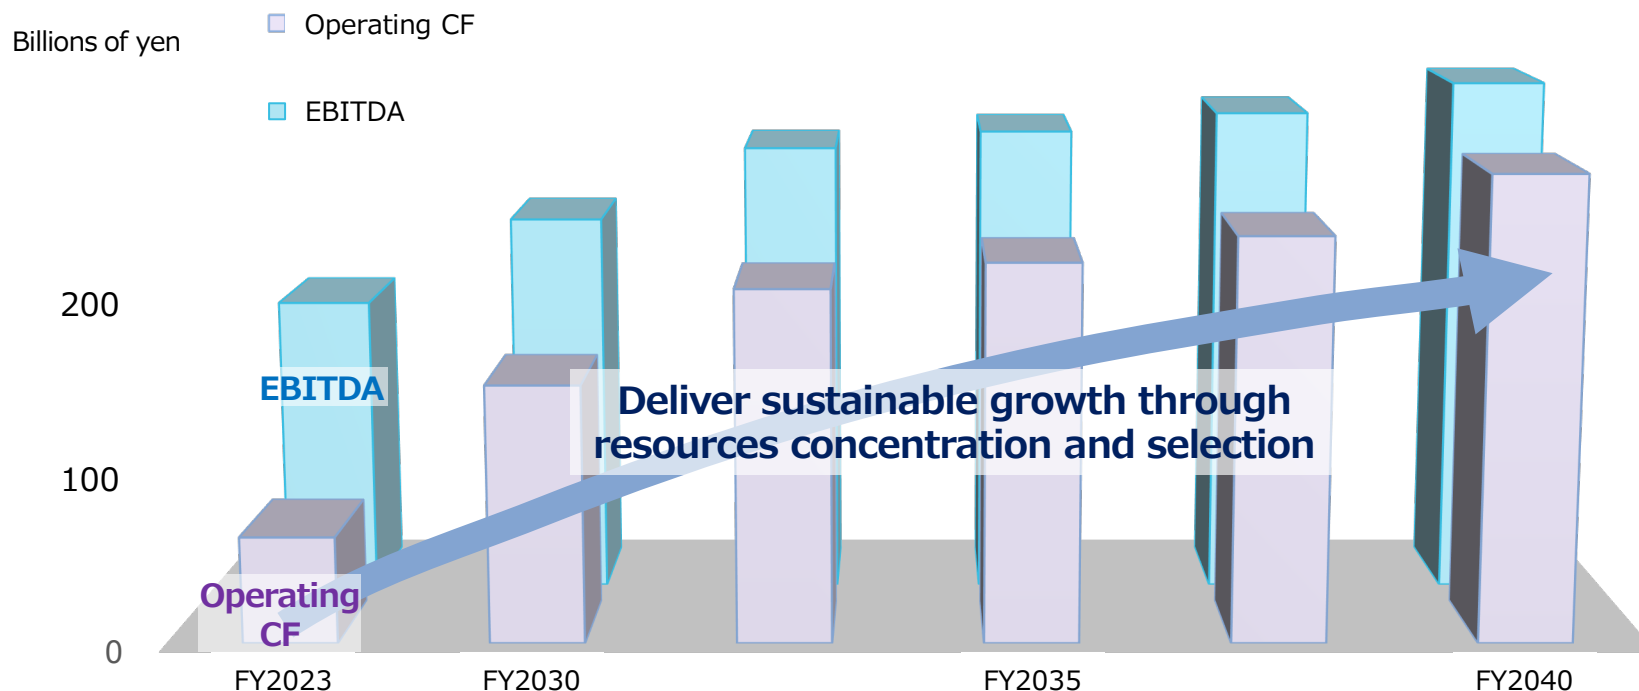 Billions of yen
Operating CF
EBITDA
200
100
0
EBITDA
Operating
CF
Deliver sustainable growth through
resources concentration and selection
FY2023
FY2030
FY2035
FY2040